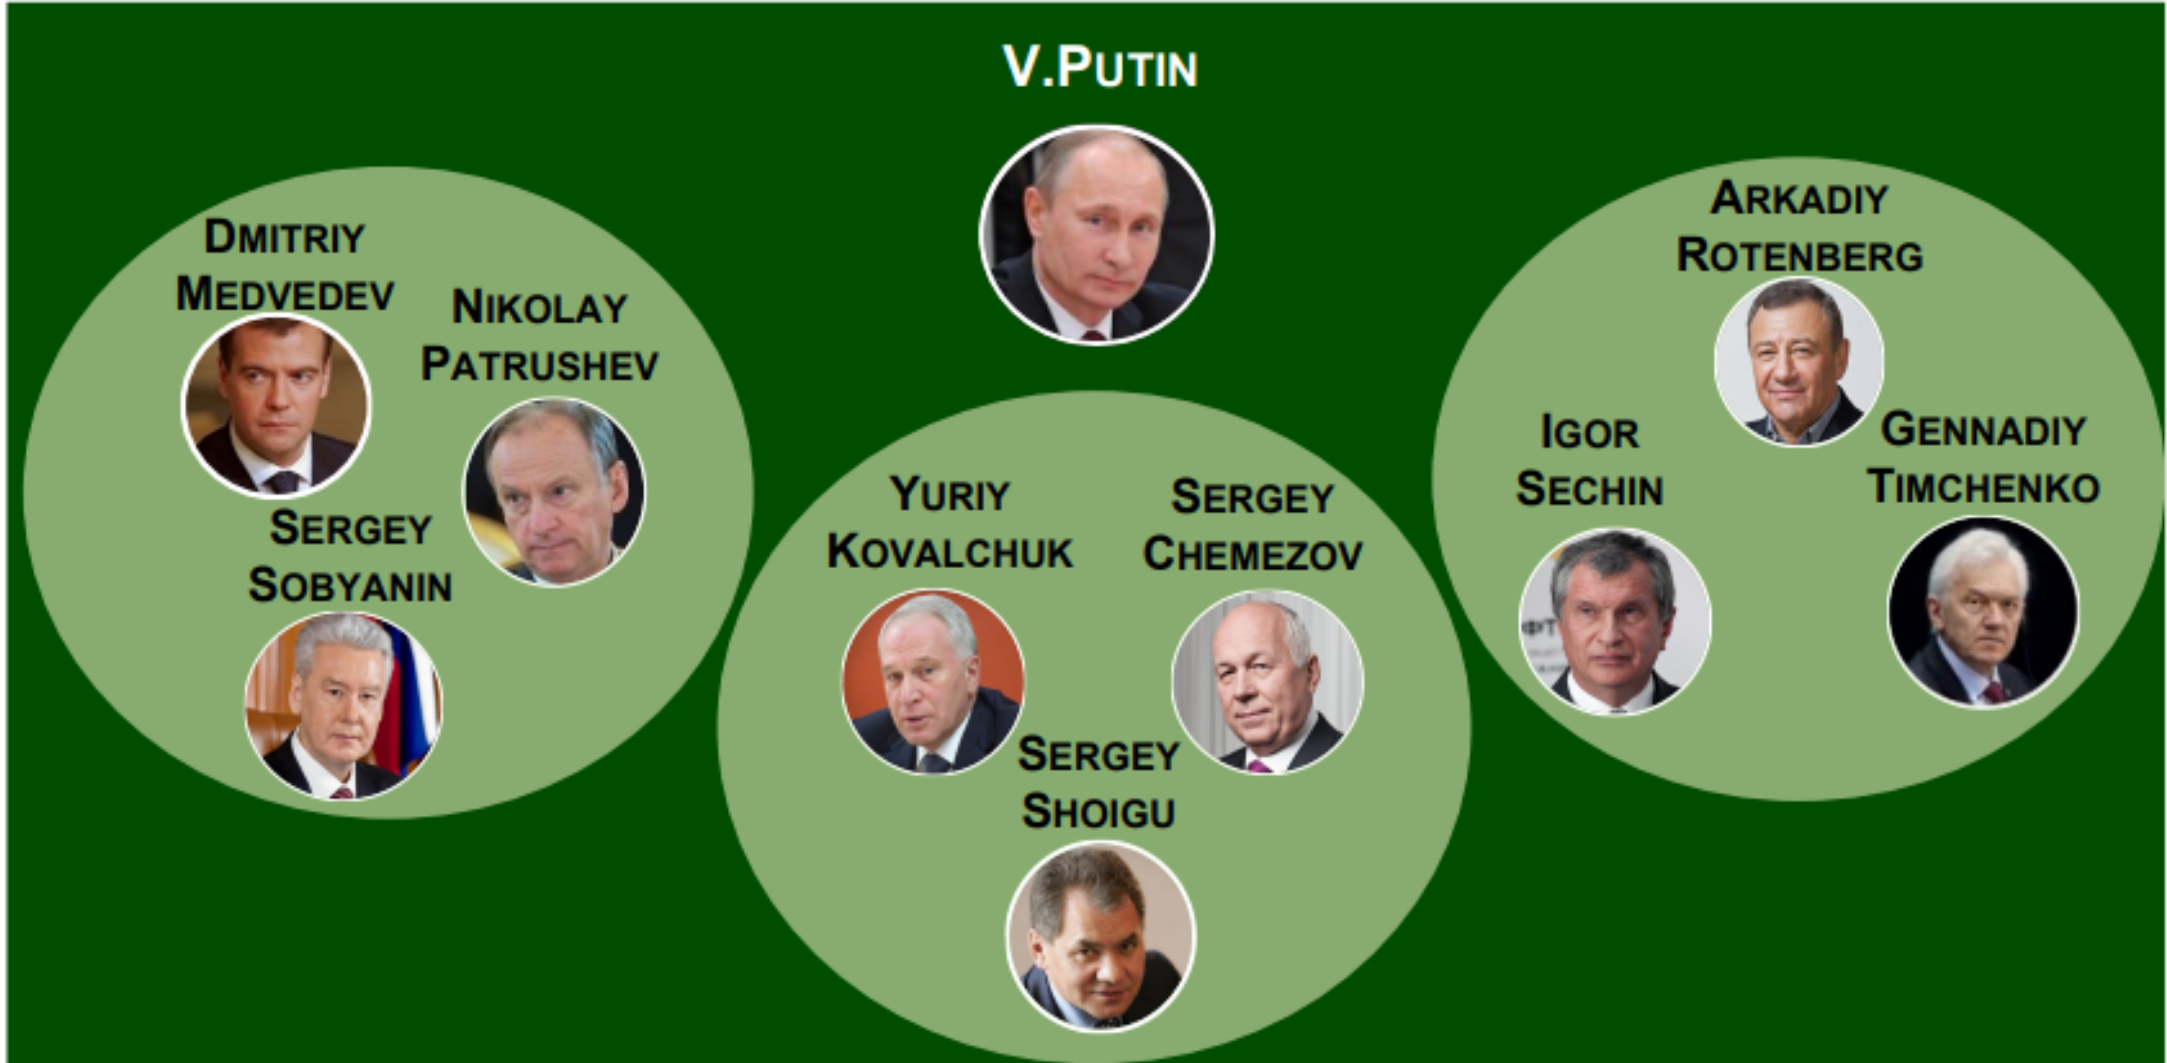 V.PUTIN
DMITRIY
MEDVEDEV
NIKOLAY
PATRUSHEV
SERGEY
SOBYANIN
YURIY
KOVALCHUK
SERGEY
CHEMEZOV
SERGEY
SHOIGU
ARKADIY
ROTENBERG
IGOR
SECHIN
GENNADIY
TIMCHENKO
ФТ